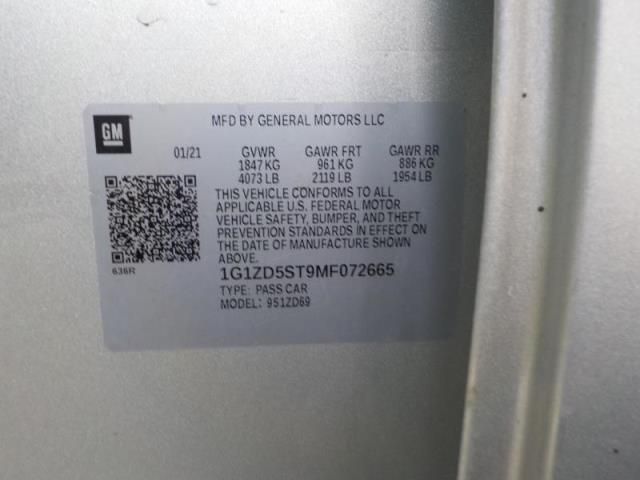 GM
MFD BY GENERAL MOTORS LLC
01/21 GVWR GAWR FRT GAWR RR
1847 KG 961 KG 886 KG
4073 LB 2119 LB 1954 LB
THIS VEHICLE CONFORMS TO ALL
APPLICABLE U.S. FEDERAL MOTOR
VEHICLE SAFETY, BUMPER, AND THEFT
PREVENTION STANDARDS IN EFFECT ON
THE DATE OF MANUFACTURE SHOWN
ABOVE.
636R
1G1ZD5ST9MF072665
TYPE: PASS CAR
MODEL: 951ZD69